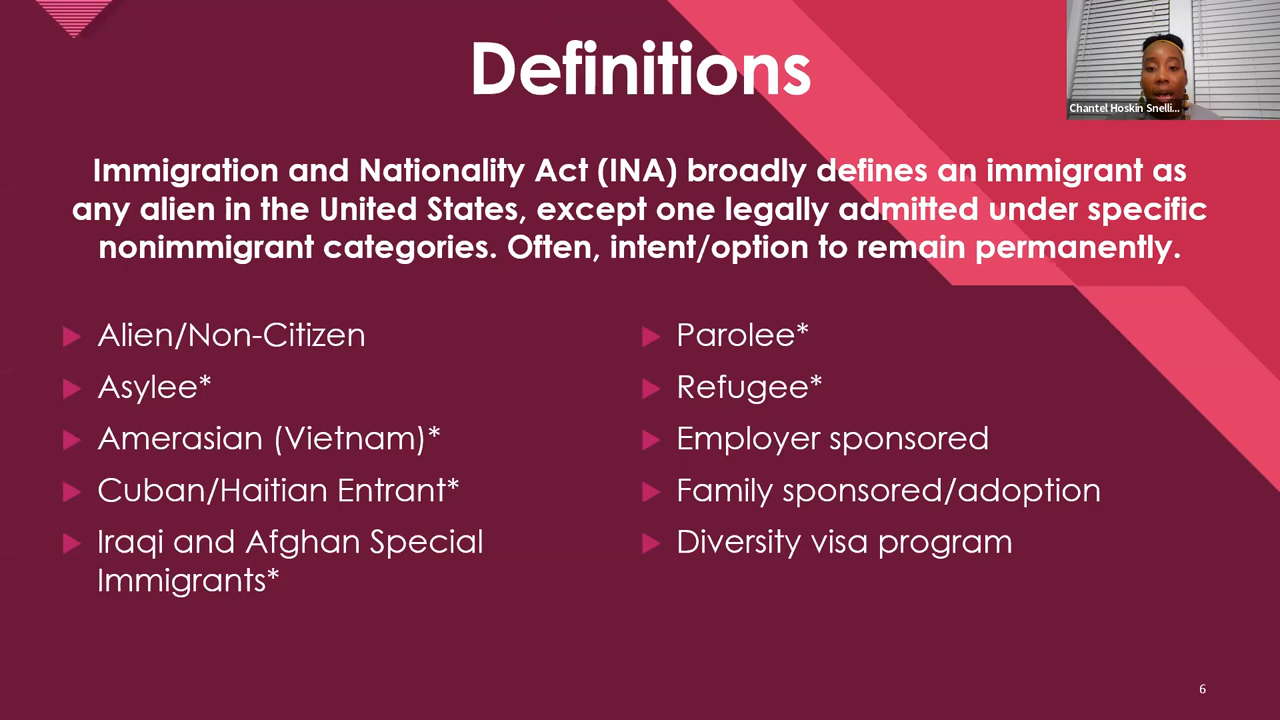 Definitions
Chantel Hoskin Snelli...
Immigration and Nationality Act (INA) broadly defines an immigrant as
any alien in the United States, except one legally admitted under specific
nonimmigrant categories. Often, intent/option to remain permanently.
Alien/Non-Citizen
Asylee*
Amerasian (Vietnam)*
Cuban/Haitian Entrant*
Iraqi and Afghan Special
Immigrants*
Parolee*
Refugee*
Employer sponsored
Family sponsored/adoption
Diversity visa program
6